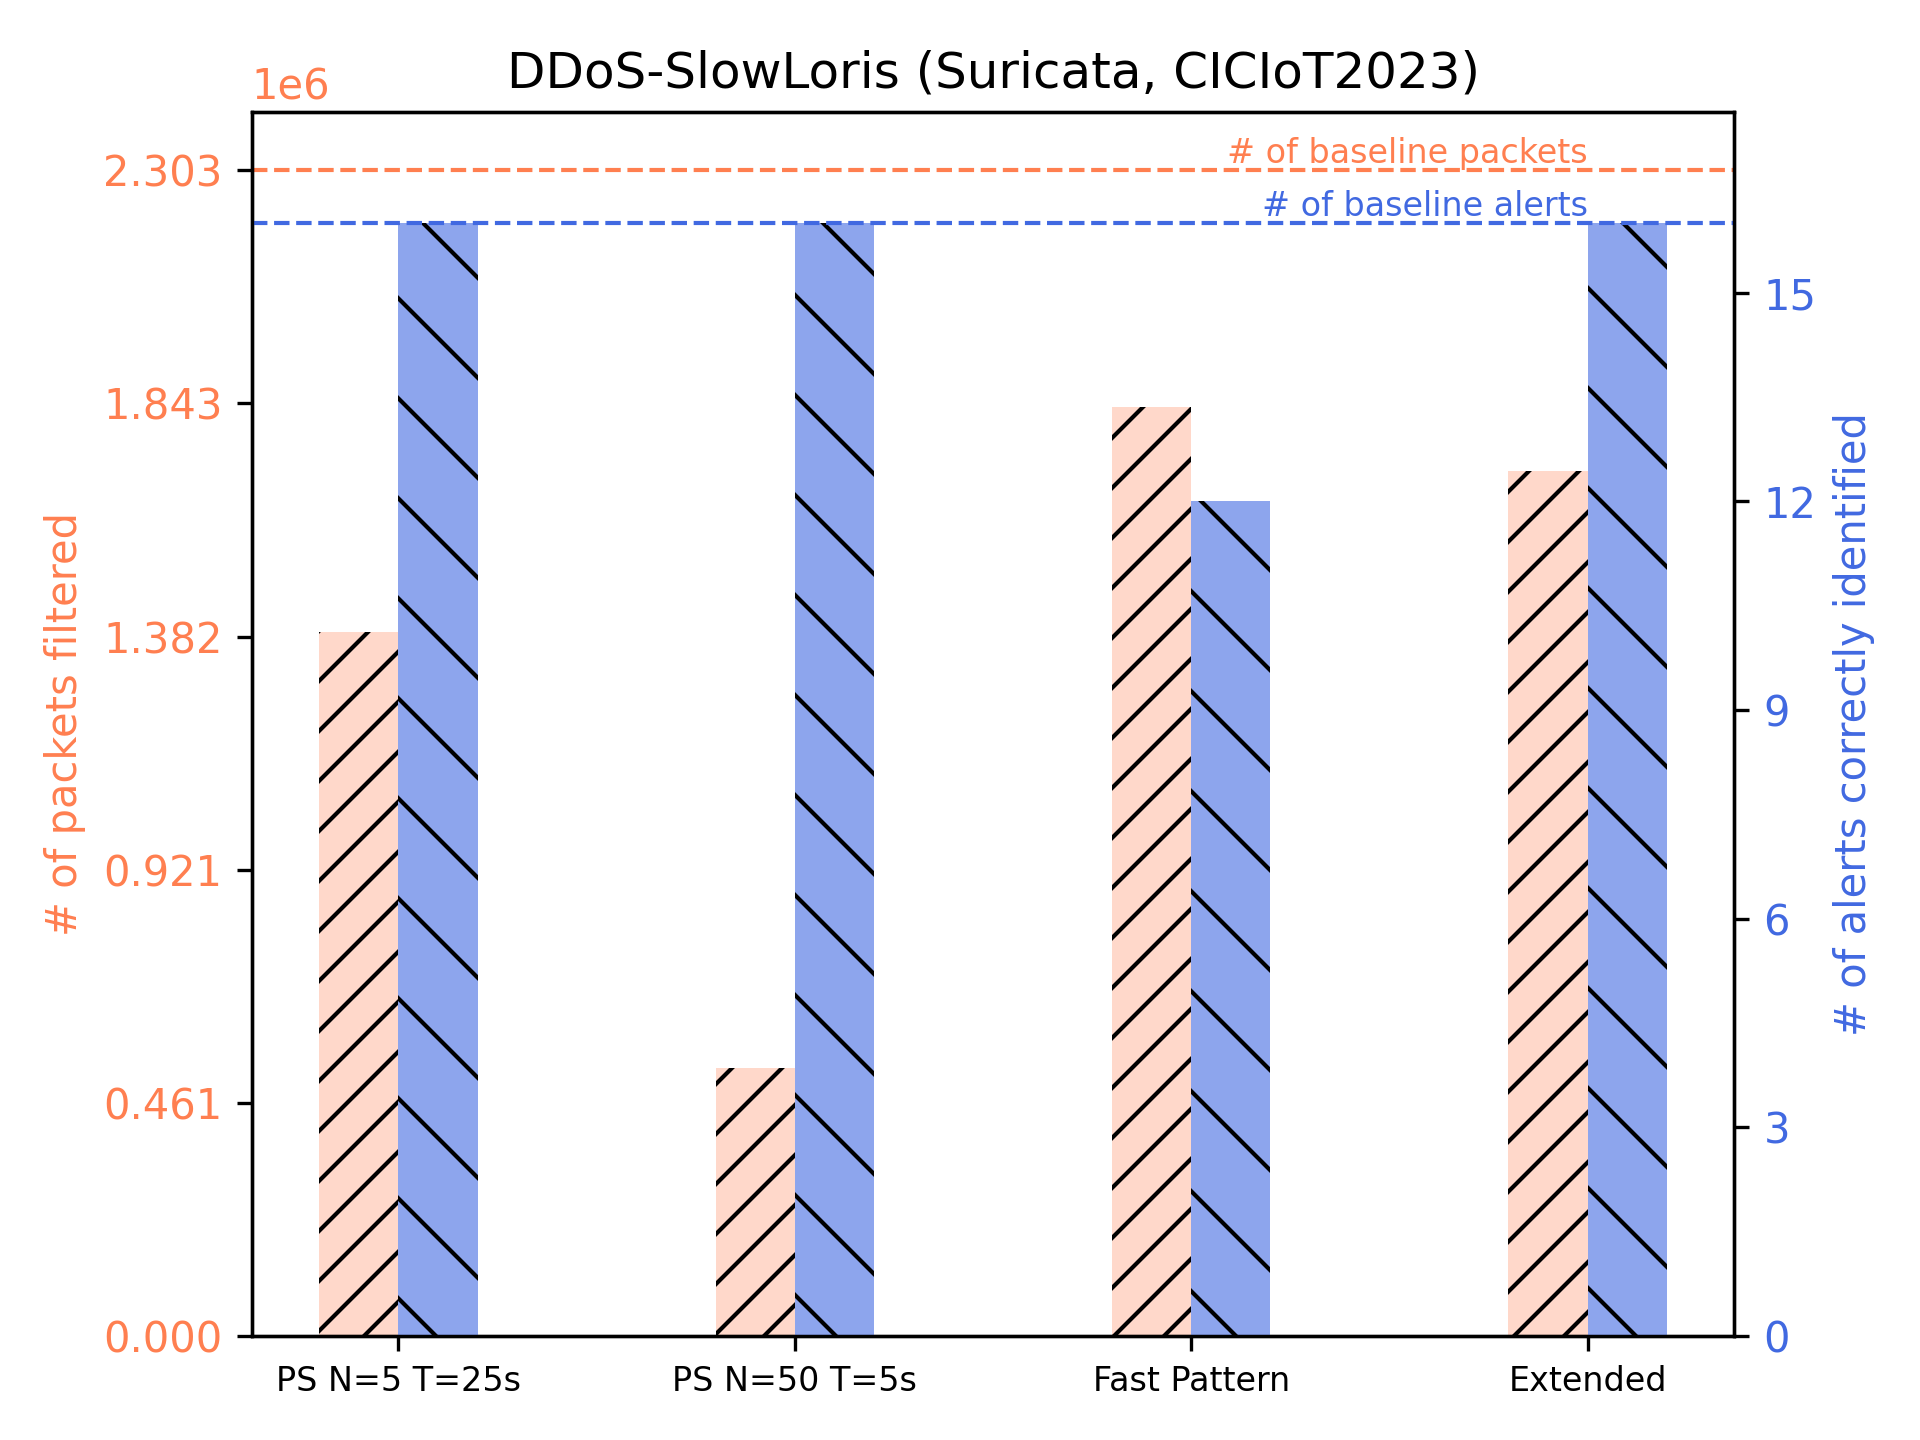 DDoS-SlowLoris (Suricata, CICIoT2023)
1e6
# of baseline packets
# of baseline alerts
2.303
1.843
1.382
0.921
0.461
0.000
# of packets filtered
15
12
9
6
3
0
# of alerts correctly identified
PS N=5 T=25s
PS N=50 T=5s
Fast Pattern
Extended